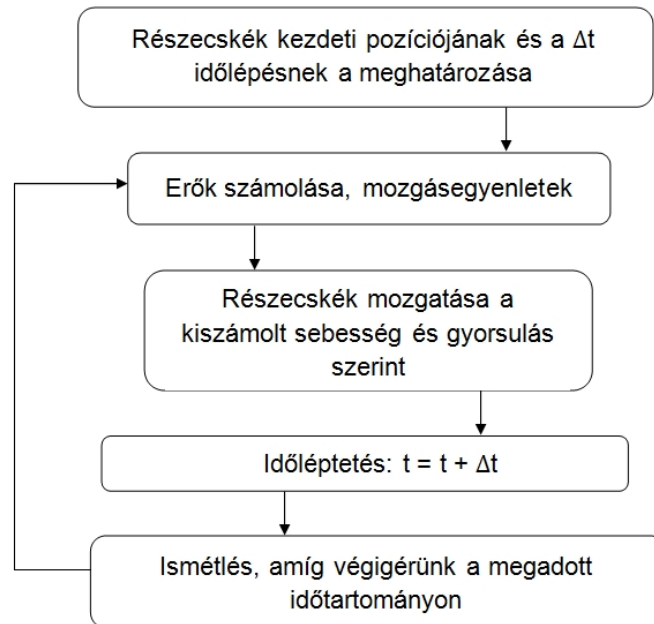 Részecskék kezdeti pozíciójának és a Δt
időlépésnek a meghatározása
Erők számolása, mozgásegyenletek
Részecskék mozgatása a
kiszámolt sebesség és gyorsulás
szerint
Időléptetés: t = t + Δt
Ismétlés, amíg végigérünk a megadott
időtartományon